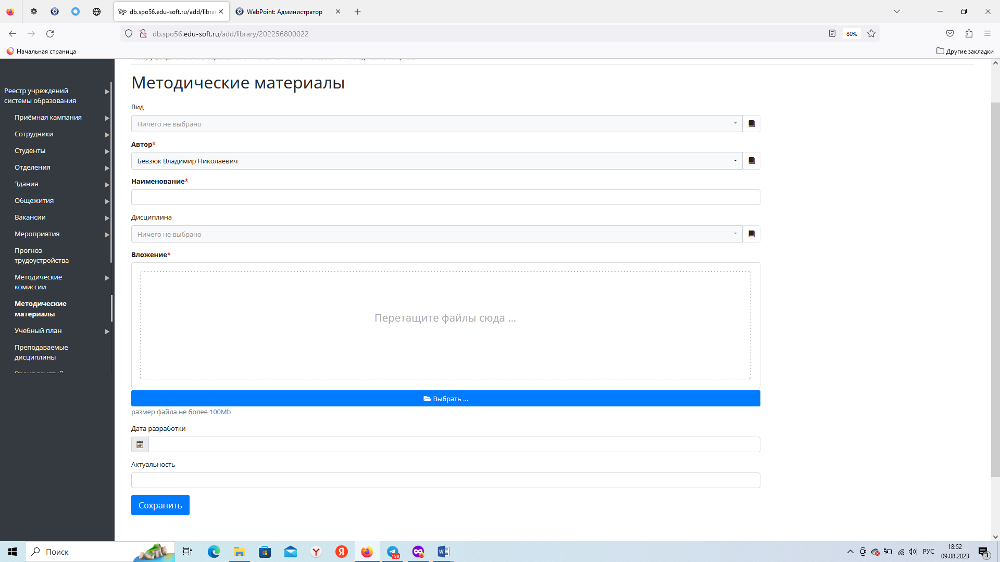 db.spo56.edu-soft.ru/add/librar
WebPoint: Администратор
db.spo56.edu-soft.ru/add/library/202256800022
80%
Начальная страница
Другие закладки
Реестр учреждений
системы образования
Приёмная кампания
Сотрудники
Студенты
Отделения
Здания
Общежития
Вакансии
Мероприятия
Прогноз
трудоустройства
Методические
комиссии
Методические
материалы
Учебный план
Преподаваемые
дисциплины
Методические материалы
Вид
Ничего не выбрано
Автор*
Бевзюк Владимир Николаевич
Наименование*
Дисциплина
Ничего не выбрано
Вложение*
Перетащите файлы сюда ...
Выбрать ...
размер файла не более 100Mb
Дата разработки
Актуальность
Сохранить
Поиск
199
РУС
18:52
09.08.2023
3